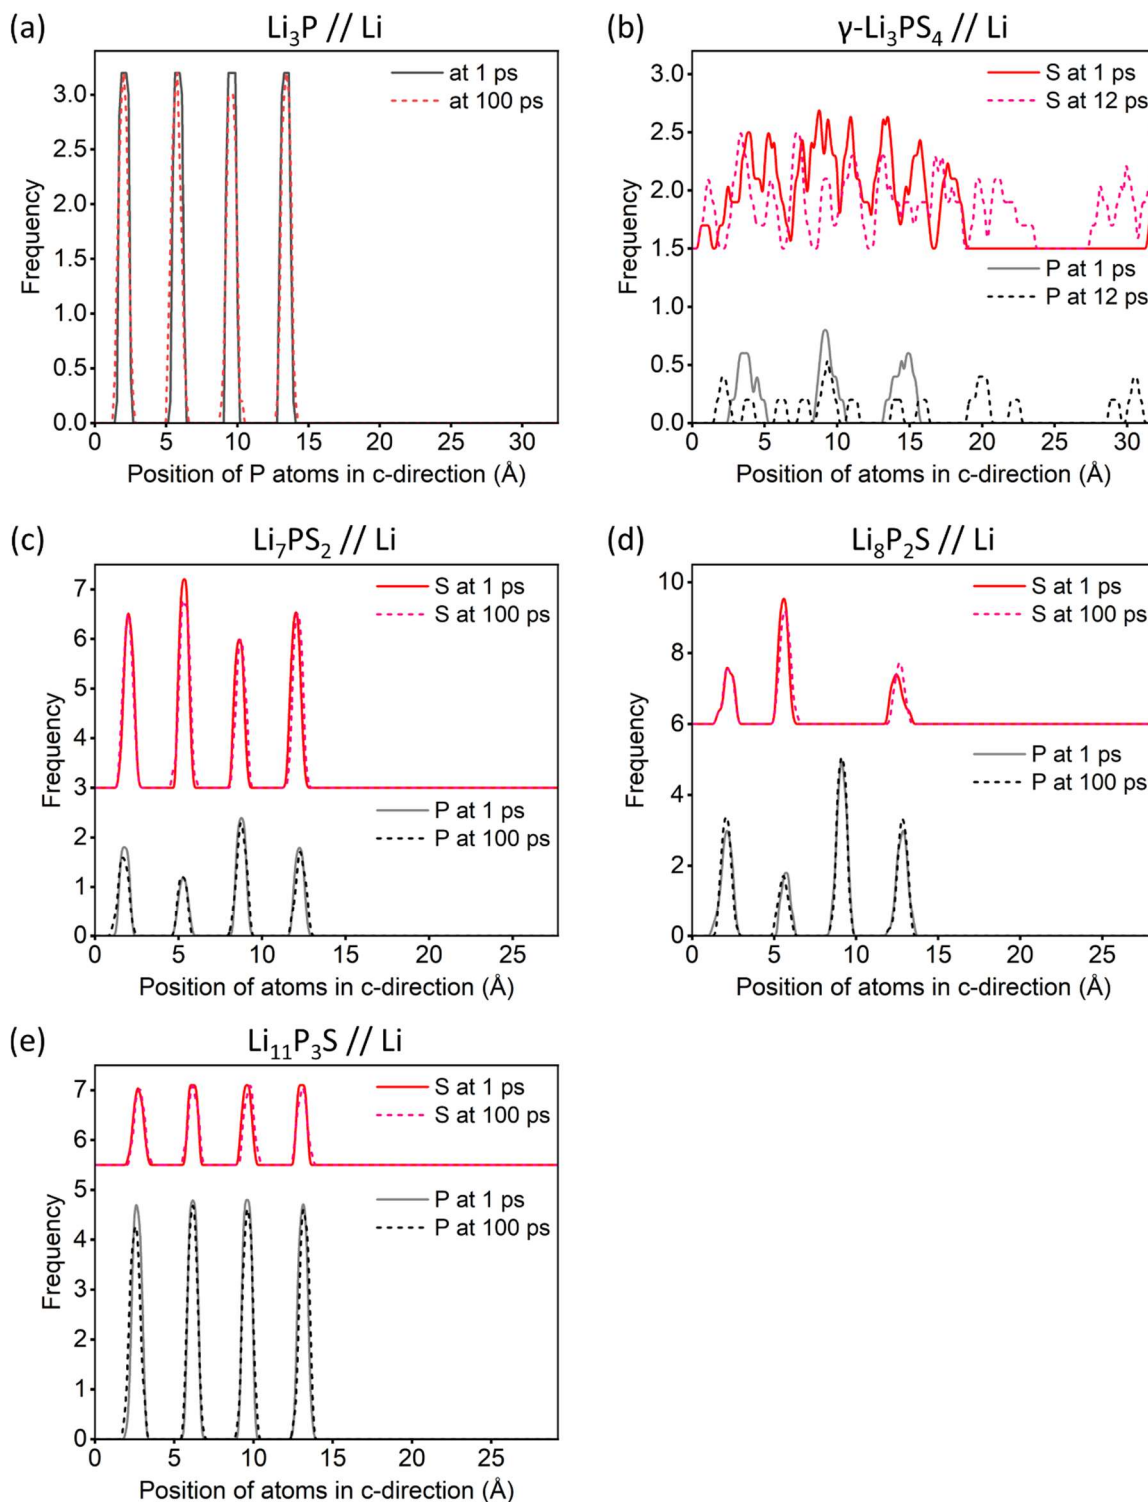 (a)
Li₃P // Li
at 1 ps
at 100 ps
Frequency
3.0
2.5
2.0
1.5
1.0
0.5
0.0
0 5 10 15 20 25 30
Position of P atoms in c-direction (Å)
(b)
γ-Li₃PS₄ // Li
S at 1 ps
S at 12 ps
P at 1 ps
P at 12 ps
Frequency
3.0
2.5
2.0
1.5
1.0
0.5
0.0
0 5 10 15 20 25 30
Position of atoms in c-direction (Å)
(c)
Li₇PS₂ // Li
S at 1 ps
S at 100 ps
P at 1 ps
P at 100 ps
Frequency
7
6
5
4
3
2
1
0
0 5 10 15 20 25
Position of atoms in c-direction (Å)
(d)
Li₈P₂S // Li
S at 1 ps
S at 100 ps
P at 1 ps
P at 100 ps
Frequency
10
8
6
4
2
0
0 5 10 15 20 25
Position of atoms in c-direction (Å)
(e)
Li₁₁P₃S // Li
S at 1 ps
S at 100 ps
P at 1 ps
P at 100 ps
Frequency
7
6
5
4
3
2
1
0
0 5 10 15 20 25
Position of atoms in c-direction (Å)